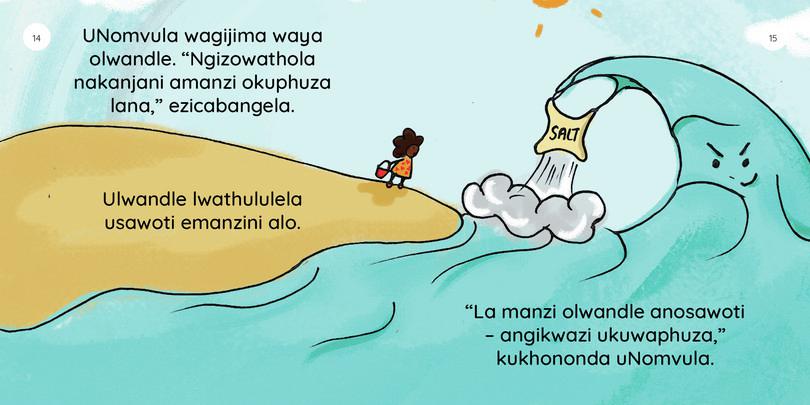 14
UNomvula wagijima waya
olwandle. “Ngizowathola
nakanjani amanzi okuphuza
lana,” ezicabangela.
Ulwandle lwathululela
usawoti emanzini alo.
SALT
15
“La manzi olwandle anosawoti
– angikwazi ukuwaphuza,”
kukhononda uNomvula.